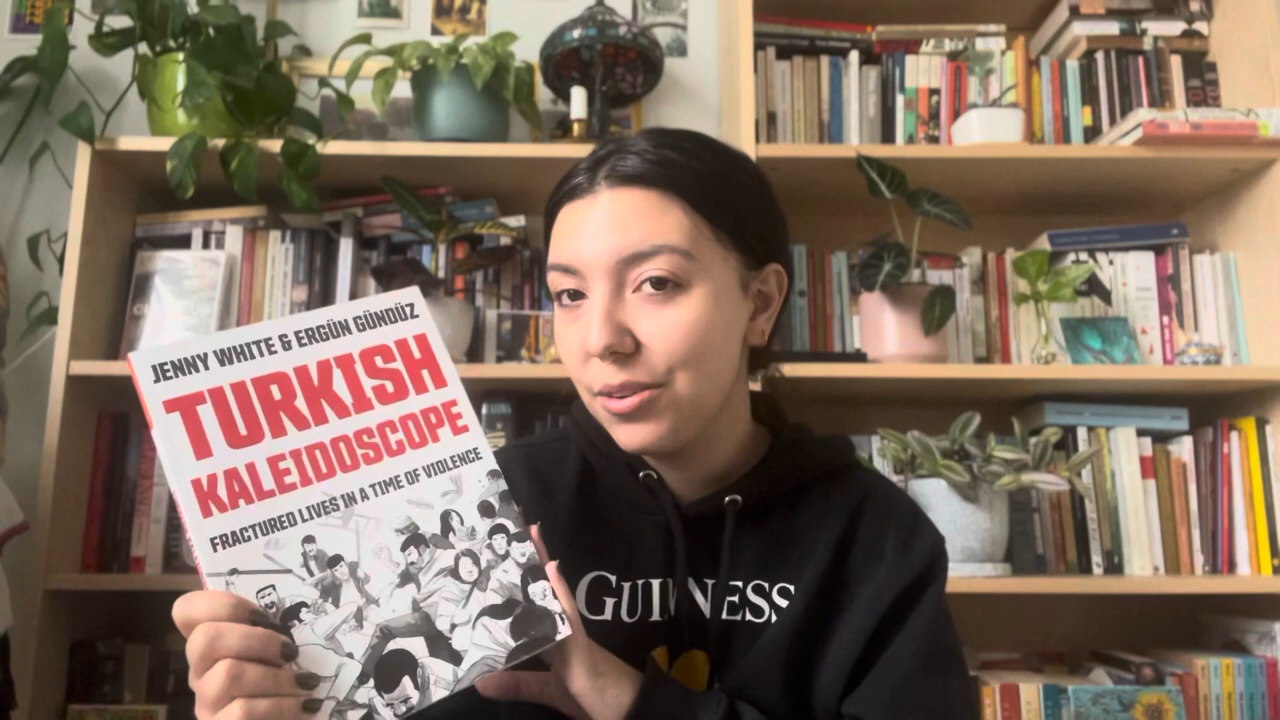 JENNY WHITE & ERGÜN GÜNDÜZ
TURKISH
KALEIDOSCOPE
FRACTURED LIVES IN A TIME OF VIOLENCE
GUINNESS